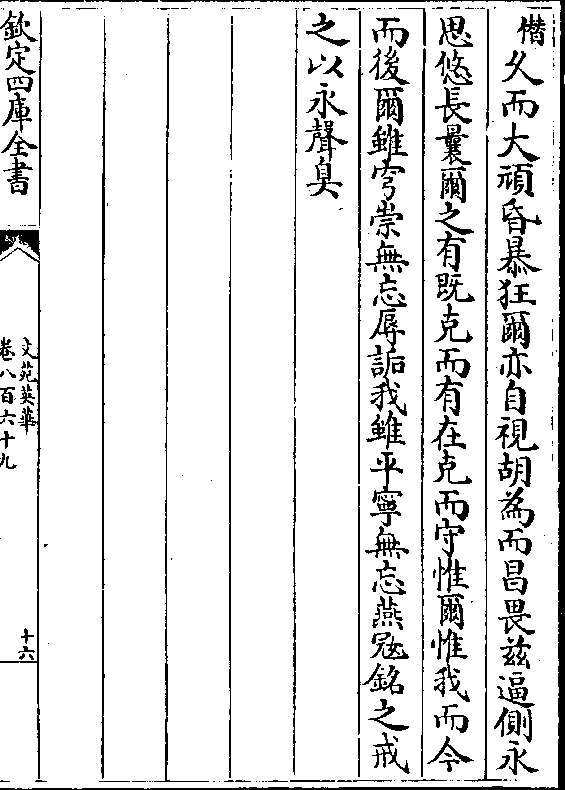 僣久而大頑昏暴狂爾亦自視胡為而昌畏兹逼側永
思悠長曩爾之有既克而有在克而守惟爾惟我而今
而後爾雖穹崇無忘辱詬我雖平寧無忘燕寇銘之戒
之以永聲臭
欽定四庫全書
文苑英華
卷八百六十九
十六